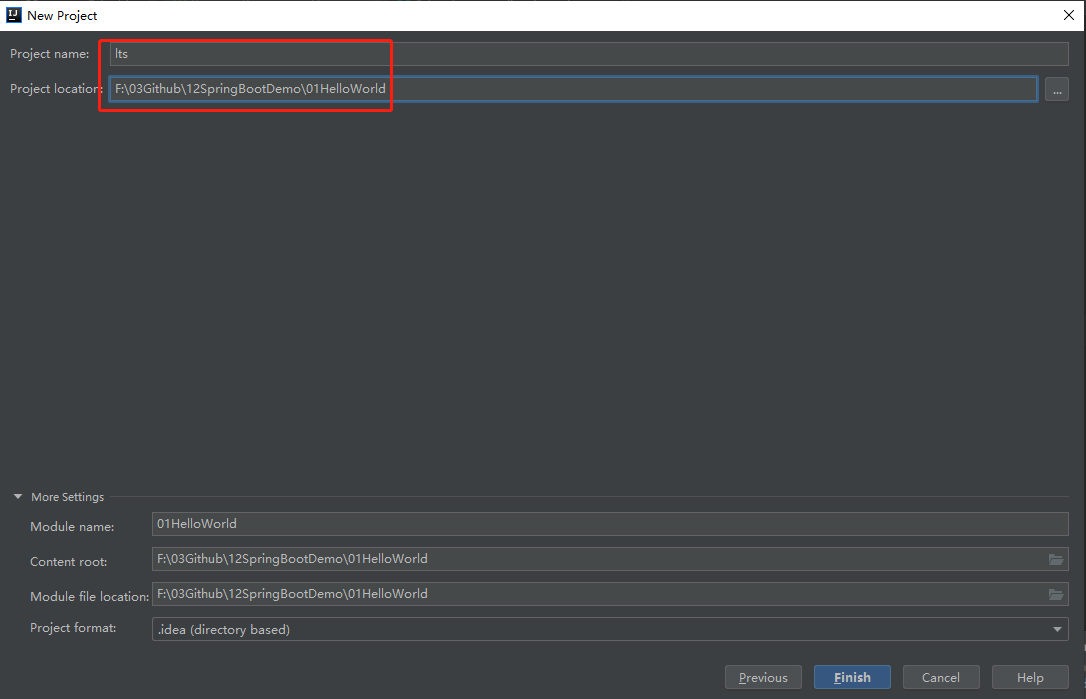 New Project
Project name: lts
Project location: F:\03Github\12SpringBootDemo\01HelloWorld ...
More Settings
Module name: 01HelloWorld
Content root: F:\03Github\12SpringBootDemo\01HelloWorld
Module file location: F:\03Github\12SpringBootDemo\01HelloWorld
Project format: .idea (directory based)
Previous Finish Cancel Help